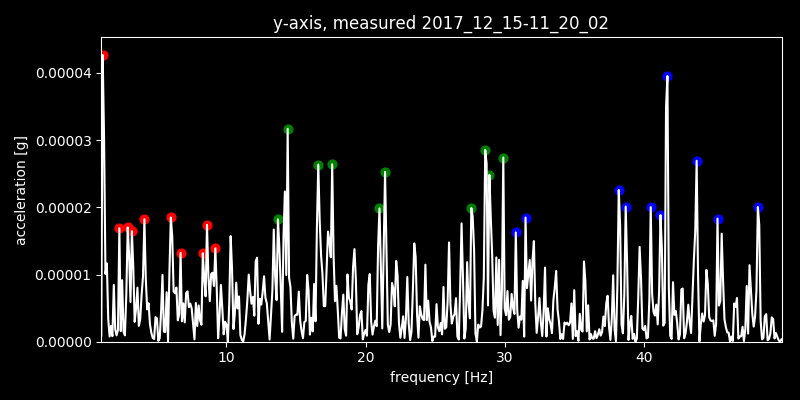 y-axis, measured 2017_12_15-11_20_02
0.00004
0.00003
0.00002
0.00001
0.00000
acceleration [g]
10 20 30 40
frequency [Hz]